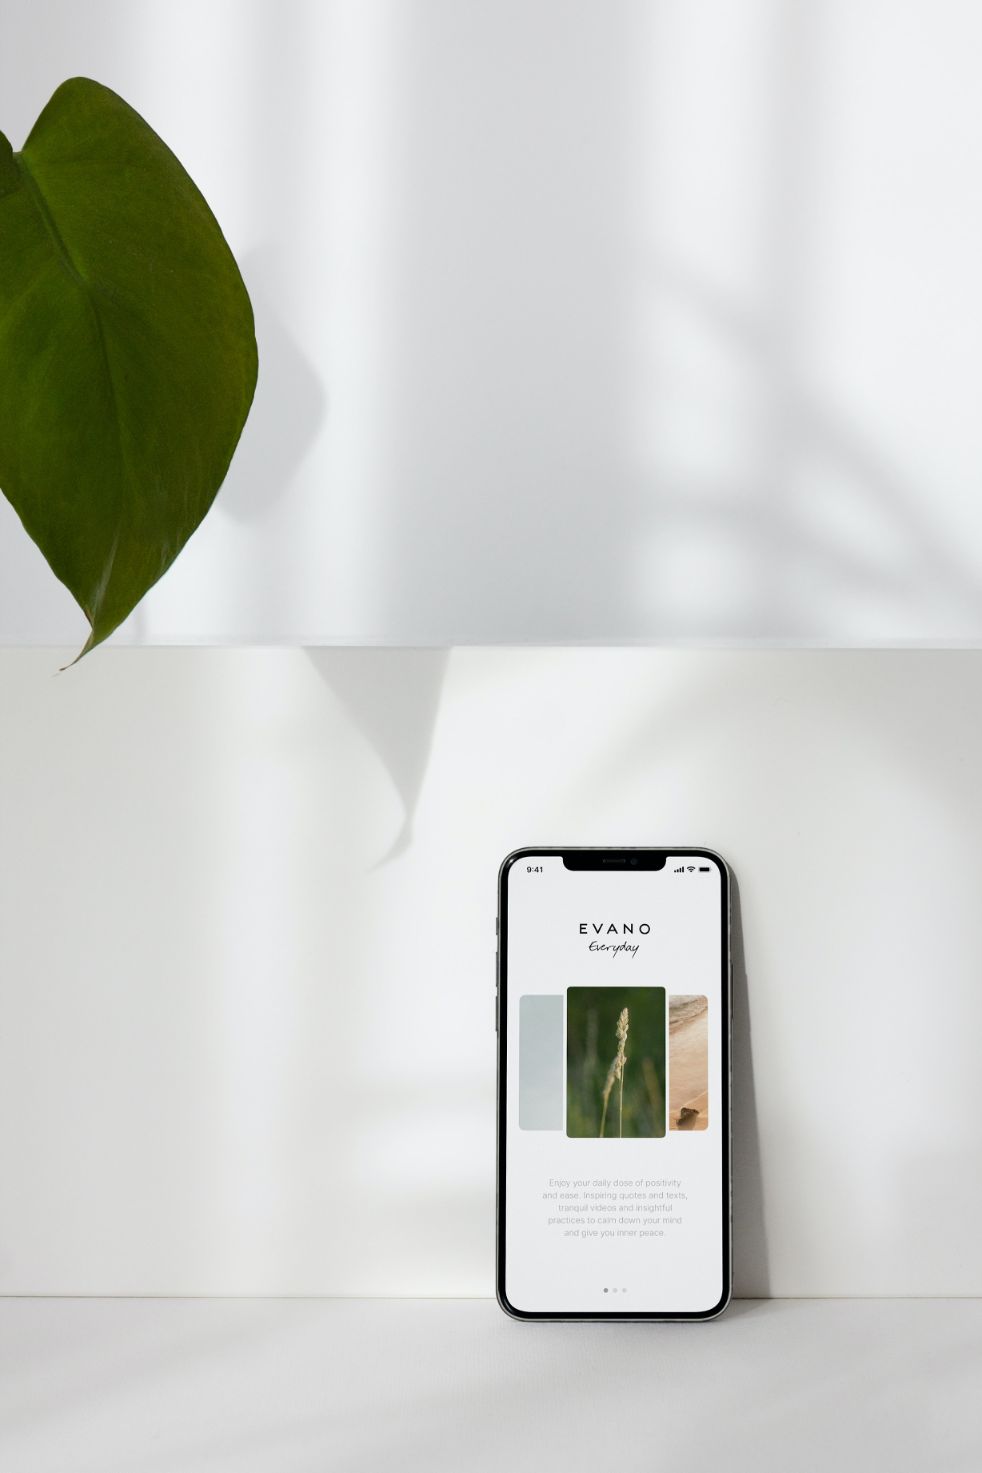 9:41
EVANO
Everyday
Enjoy your daily dose of positivity
and ease. Inspiring quotes and texts,
tranquil videos and insightful
practices to calm down your mind
and give you inner peace.